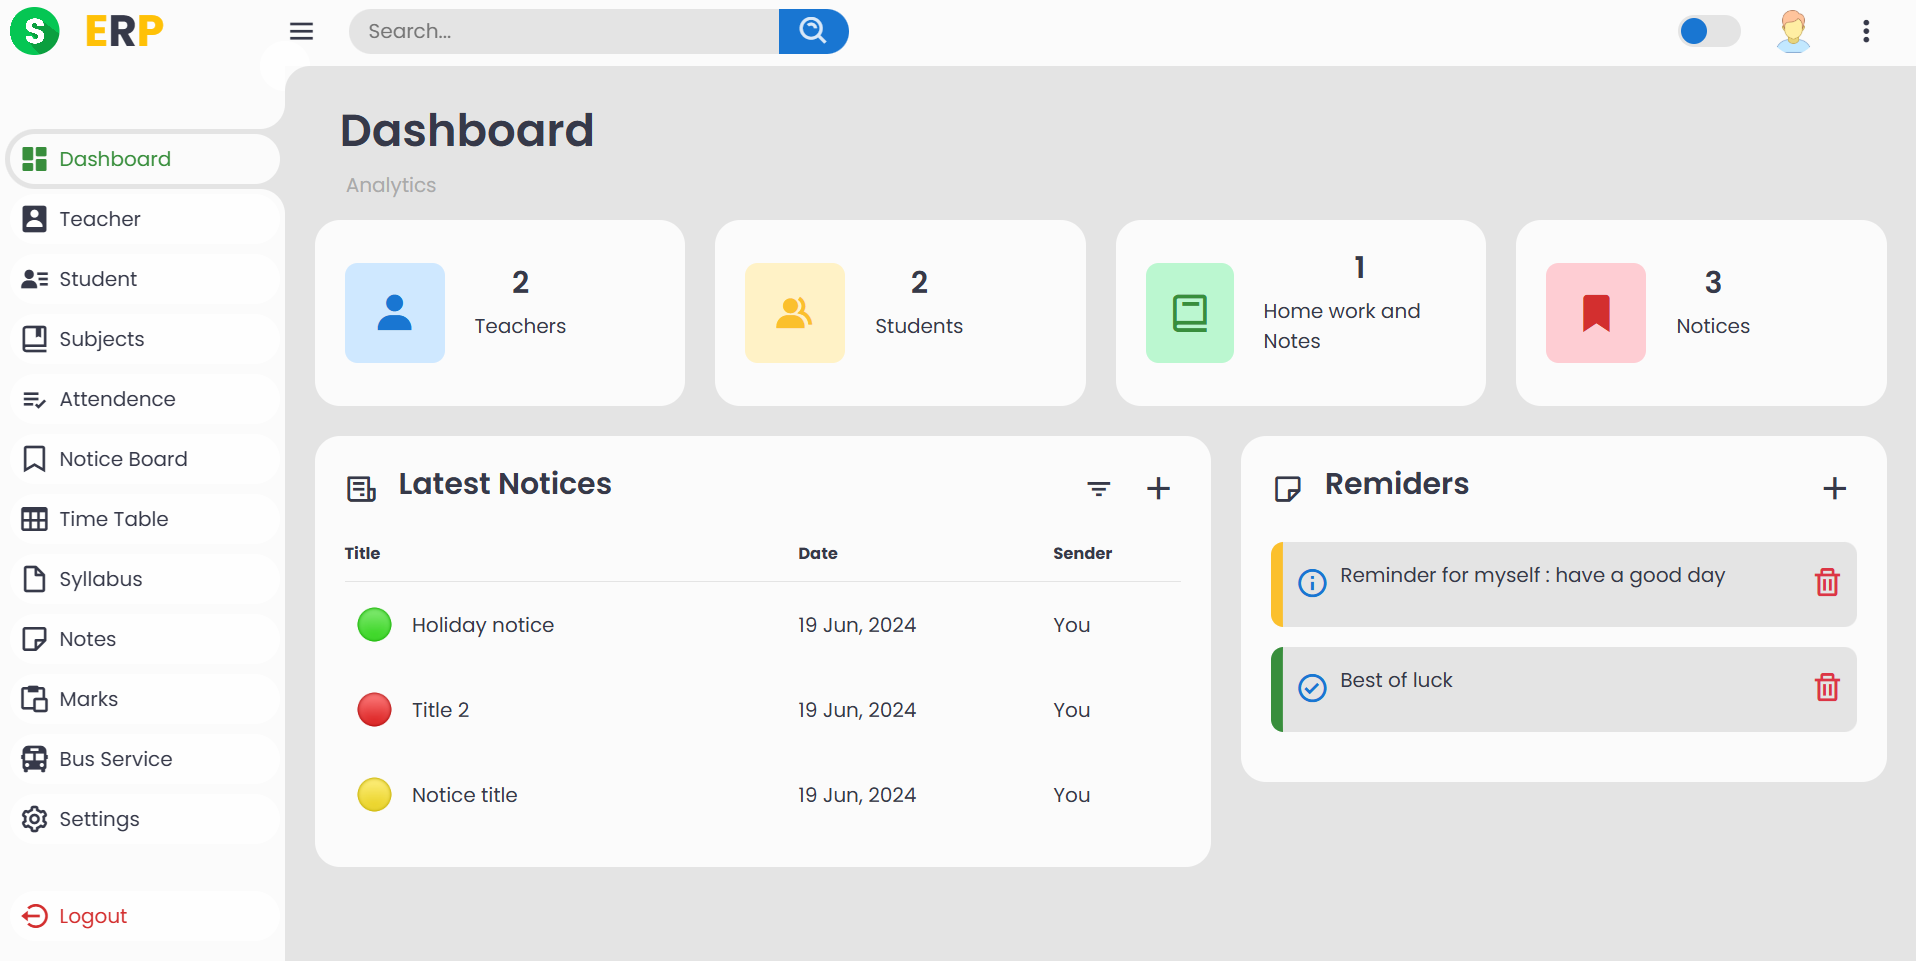 S ERP
Search...
Dashboard
Teacher
Student
Subjects
Attendence
Notice Board
Time Table
Syllabus
Notes
Marks
Bus Service
Settings
Logout
Dashboard
Analytics
2
Teachers
2
Students
1
Home work and
Notes
3
Notices
Latest Notices
Title Date Sender
Holiday notice 19 Jun, 2024 You
Title 2 19 Jun, 2024 You
Notice title 19 Jun, 2024 You
Remiders
Reminder for myself : have a good day
Best of luck